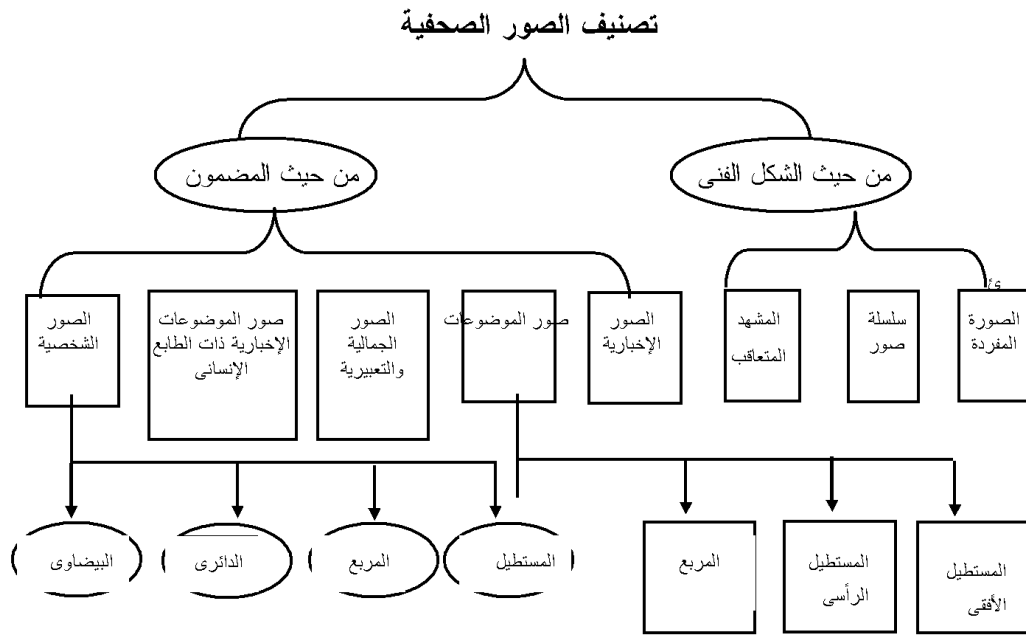 تصنيف الصور الصحفية
من حيث الشكل الفنى
من حيث المضمون
ئ
الصورة
المفردة
سلسلة
صور
المشهد
المتعاقب
الصور
الإخبارية
صور الموضوعات
الصور
الجمالية
والتعبيرية
صور الموضوعات
الإخبارية ذات الطابع
الإنسانى
الصور
الشخصية
المستطيل
الأفقى
المستطيل
الرأسى
المربع
المستطيل
المربع
الدائرى
البيضاوى